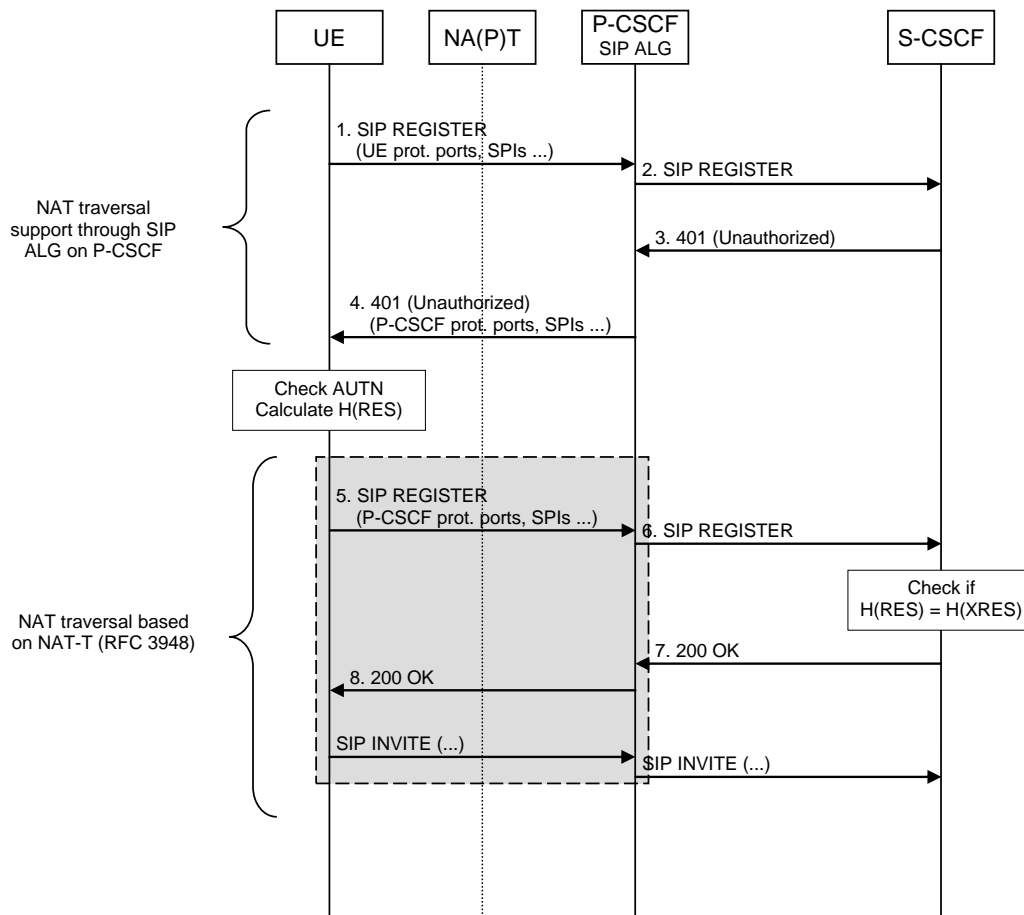 UE
NA(P)T
P-CSCF
SIP ALG
S-CSCF
1. SIP REGISTER
(UE prot. ports, SPIs ...)
2. SIP REGISTER
NAT traversal
support through SIP
ALG on P-CSCF
3. 401 (Unauthorized)
4. 401 (Unauthorized)
(P-CSCF prot. ports, SPIs ...)
Check AUTN
Calculate H(RES)
5. SIP REGISTER
(P-CSCF prot. ports, SPIs ...)
6. SIP REGISTER
Check if
H(RES) = H(XRES)
NAT traversal based
on NAT-T (RFC 3948)
7. 200 OK
8. 200 OK
SIP INVITE (...)
SIP INVITE (...)